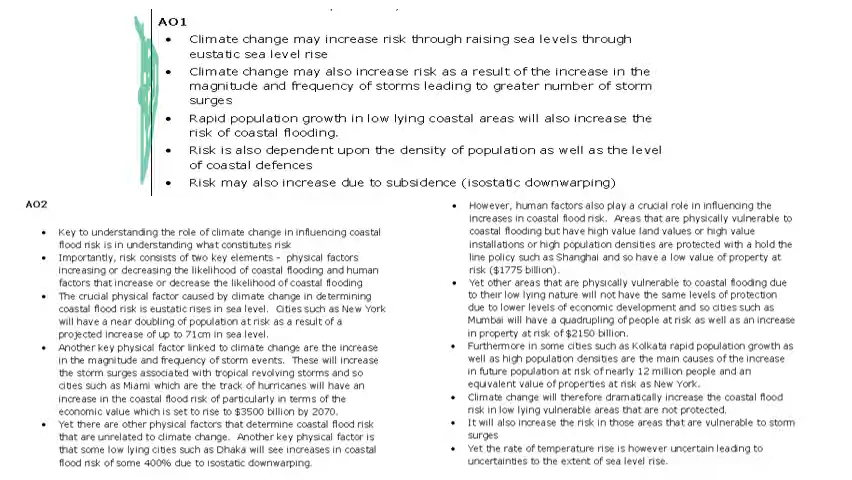 AO1
• Climate change may increase risk through raising sea levels through
eustatic sea level rise
• Climate change may also increase risk as a result of the increase in the
magnitude and frequency of storms leading to greater number of storm
surges
• Rapid population growth in low lying coastal areas will also increase the
risk of coastal flooding.
• Risk is also dependent upon the density of population as well as the level
of coastal defences
• Risk may also increase due to subsidence (isostatic downwarping)
AO2
• Key to understanding the role of climate change in influencing coastal
flood risk is in understanding what constitutes risk
• Importantly, risk consists of two key elements - physical factors
increasing or decreasing the likelihood of coastal flooding and human
factors that increase or decrease the likelihood of coastal flooding
• The crucial physical factor caused by climate change in determining
coastal flood risk is eustatic rises in sea level. Cities such as New York
will have a near doubling of population at risk as a result of a
projected increase of up to 71cm in sea level.
• Another key physical factor linked to climate change are the increase
in the magnitude and frequency of storm events. These will increase
the storm surges associated with tropical revolving storms and so
cities such as Miami which are the track of hurricanes will have an
increase in the coastal flood risk of particularly in terms of the
economic value which is set to rise to $3500 billion by 2070.
• Yet there are other physical factors that determine coastal flood risk
that are unrelated to climate change. Another key physical factor is
that some low lying cities such as Dhaka will see increases in coastal
flood risk of some 400% due to isostatic downwarping.
• However, human factors also play a crucial role in influencing the
increases in coastal flood risk. Areas that are physically vulnerable to
coastal flooding but have high value land values or high value
installations or high population densities are protected with a hold the
line policy such as Shanghai and so have a low value of property at
risk ($1775 billion).
• Yet other areas that are physically vulnerable to coastal flooding due
to their low lying nature will not have the same levels of protection
due to lower levels of economic development and so cities such as
Mumbai will have a quadrupling of people at risk as well as an increase
in property at risk of $2150 billion.
• Furthermore in some cities such as Kolkata rapid population growth as
well as high population densities are the main causes of the increase
in future population at risk of nearly 12 million people and an
equivalent value of properties at risk as New York.
• Climate change will therefore dramatically increase the coastal flood
risk in low lying vulnerable areas that are not protected.
• It will also increase the risk in those areas that are vulnerable to storm
surges
• Yet the rate of temperature rise is however uncertain leading to
uncertainties to the extent of sea level rise.